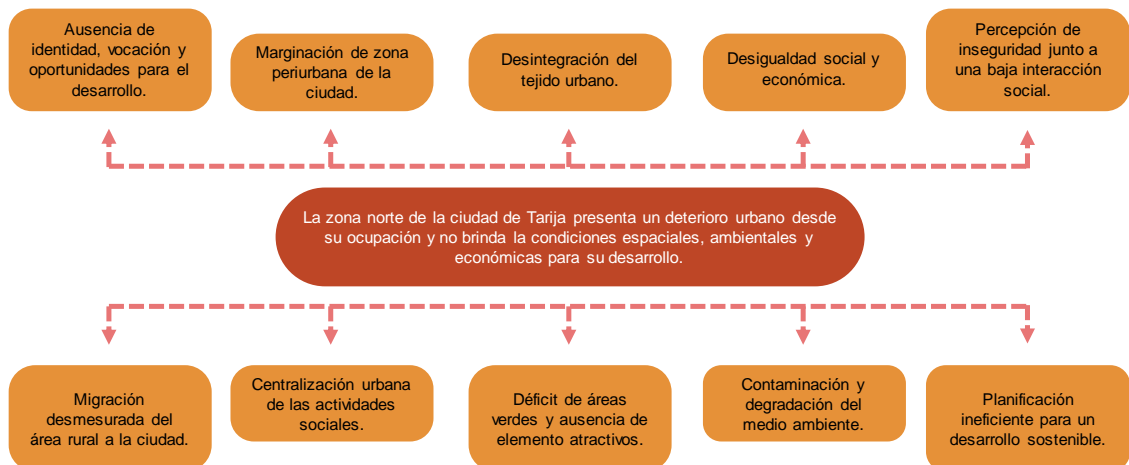 Ausencia de
identidad, vocación y
oportunidades para el
desarrollo.
Marginación de zona
periurbana de la
ciudad.
Desintegración del
tejido urbano.
Desigualdad social y
económica.
Percepción de
inseguridad junto a
una baja interacción
social.
La zona norte de la ciudad de Tarija presenta un deterioro urbano desde
su ocupación y no brinda la condiciones espaciales, ambientales y
económicas para su desarrollo.
Migración
desmesurada del
área rural a la ciudad.
Centralización urbana
de las actividades
sociales.
Déficit de áreas
verdes y ausencia de
elemento atractivos.
Contaminación y
degradación del
medio ambiente.
Planificación
ineficiente para un
desarrollo sostenible.